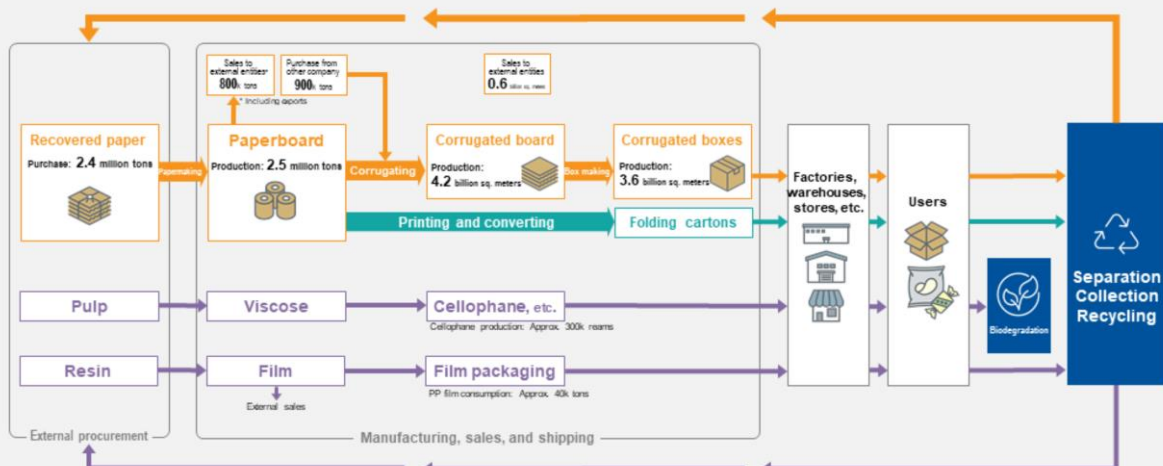 Sales to
external entities*
800k tons
Purchase from
other company
900k tons
* Including exports
Sales to
external entities
0.6 billion sq. meters
Recovered paper
Purchase: 2.4 million tons
Papermaking
Paperboard
Production: 2.5 million tons
Corrugating
Corrugated board
Production:
4.2 billion sq. meters
Box making
Corrugated boxes
Production:
3.6 billion sq. meters
Printing and converting
Folding cartons
Factories,
warehouses,
stores, etc.
Users
Separation
Collection
Recycling
Biodegradation
Pulp
Viscose
Cellophane, etc.
Cellophane production: Approx. 300k reams
Resin
Film
Film packaging
External sales
PP film consumption: Approx. 40k tons
External procurement
Manufacturing, sales, and shipping